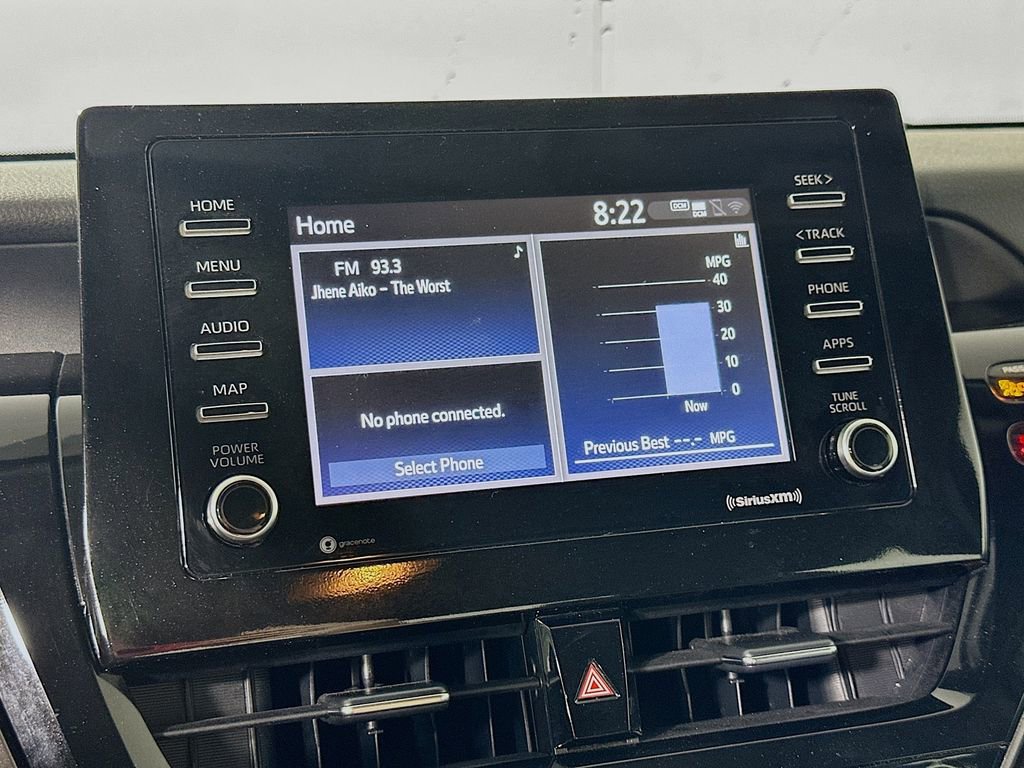 HOME
MENU
AUDIO
MAP
POWER
VOLUME
Home
8:22
DCM
DCM
FM 93.3
Jhene Aiko - The Worst
No phone connected.
Select Phone
MPG
40
30
20
10
0
Now
Previous Best --.- MPG
SEEK>
<TRACK
PHONE
APPS
TUNE
SCROLL
gracenote
SiriusXM